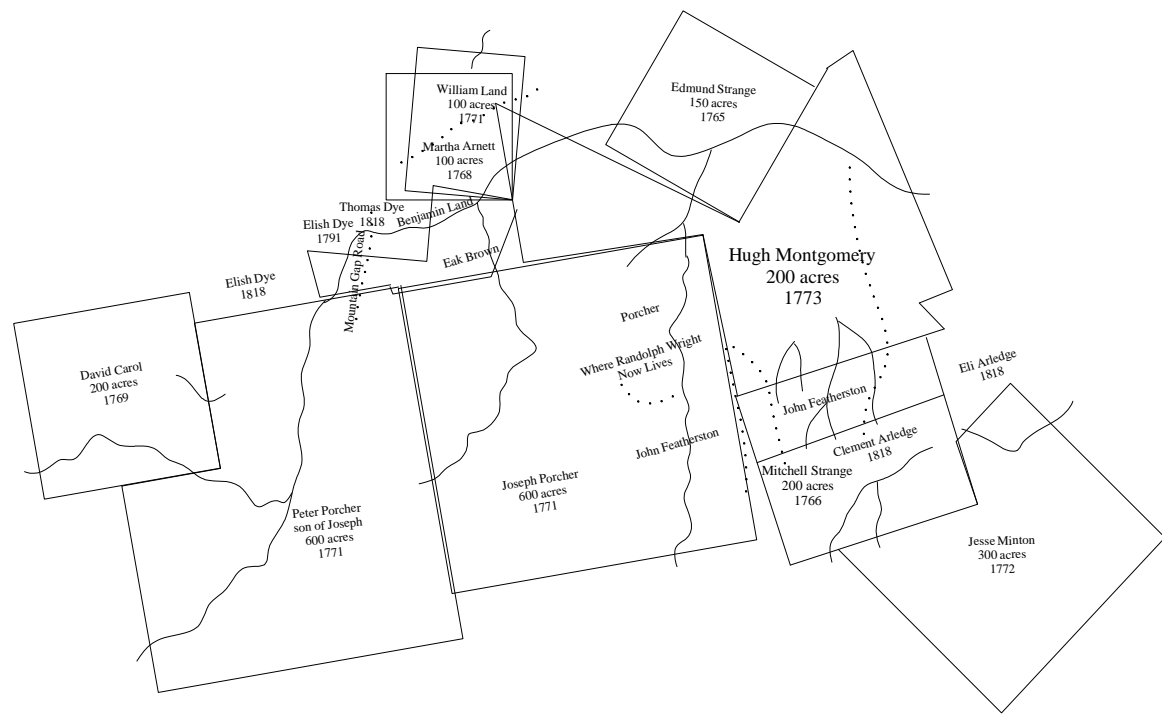 Edmund Strange
150 acres
1765
William Land
100 acres
1771
Martha Arnett
100 acres
1768
Thomas Dye
1818
Benjamin Land
Elish Dye
1791
Eak Brown
Elish Dye
1818
Mountain Gap Road
Hugh Montgomery
200 acres
1773
Porcher
Where Randolph Wright
Now Lives
David Carol
200 acres
1769
Eli Arledge
1818
John Featherston
John Featherston
Clement Arledge
1818
Mitchell Strange
200 acres
1766
Joseph Porcher
600 acres
1771
Peter Porcher
son of Joseph
600 acres
1771
Jesse Minton
300 acres
1772